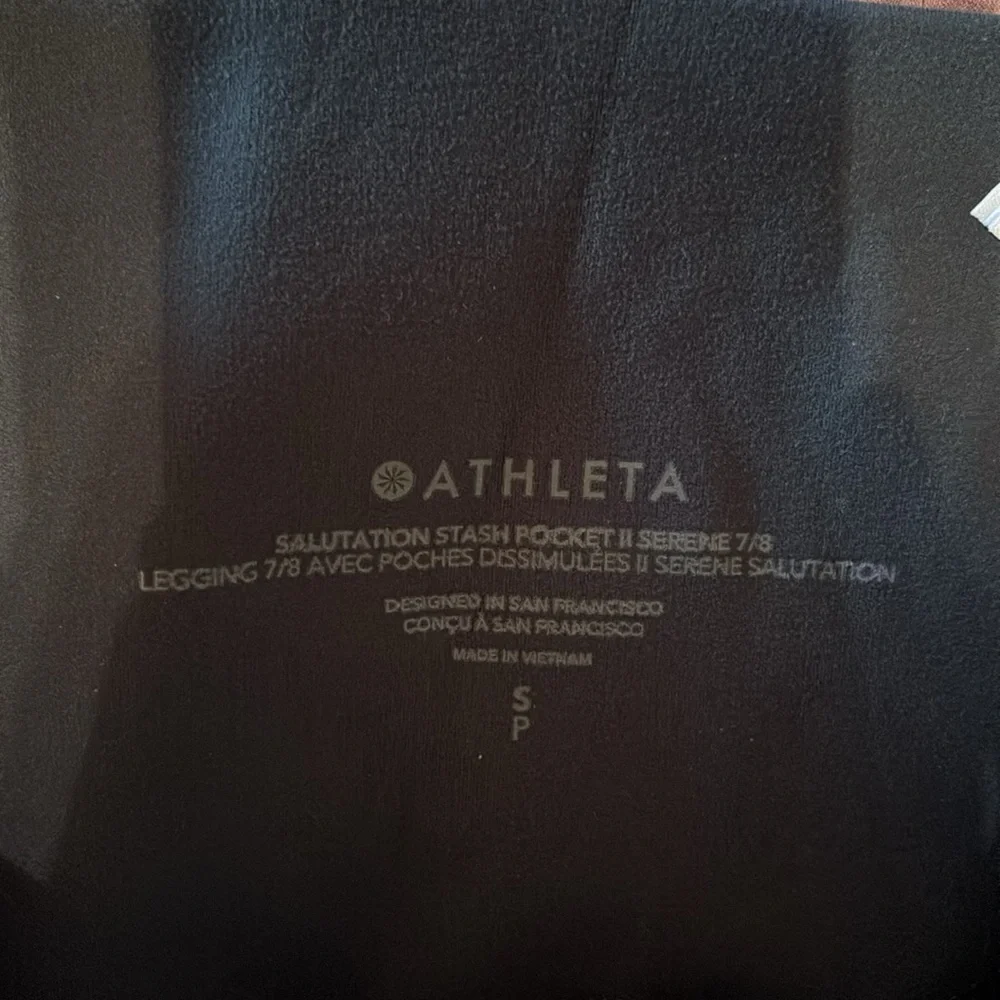 ATHLETA
SALUTATION STASH POCKET II SERENE 7/8
LEGGING 7/8 AVEC POCHES DISSIMULÉES II SERENE SALUTATION
DESIGNED IN SAN FRANCISCO
CONÇU À SAN FRANCISCO
MADE IN VIETNAM
S
P